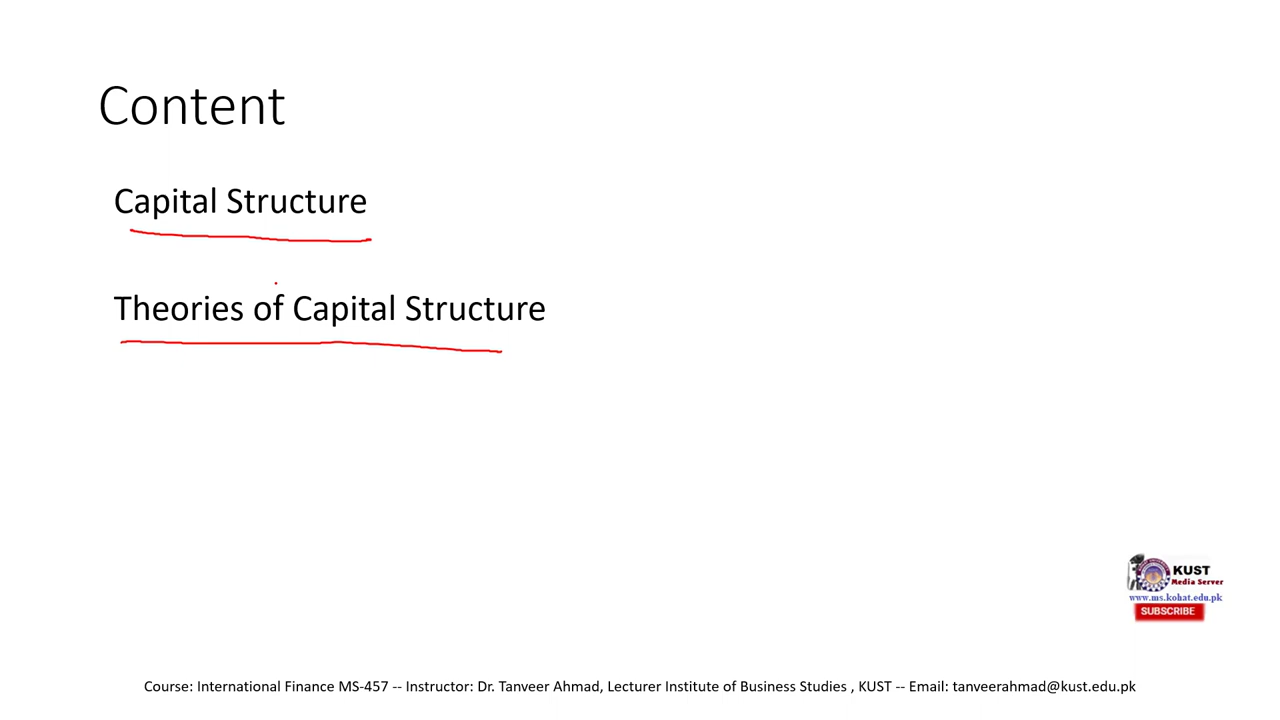 Content
Capital Structure
Theories of Capital Structure
KUST
Media Server
www.ms.kohat.edu.pk
SUBSCRIBE
Course: International Finance MS-457 -- Instructor: Dr. Tanveer Ahmad, Lecturer Institute of Business Studies , KUST -- Email: tanveerahmad@kust.edu.pk